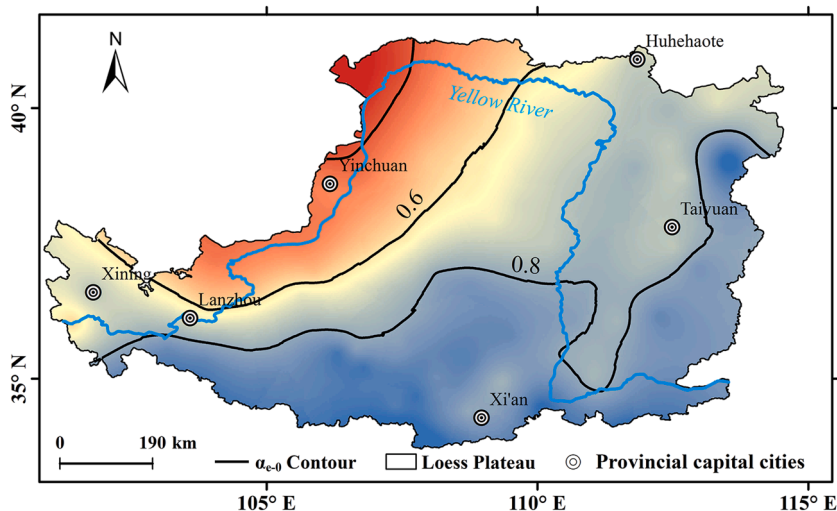 N
Huhehaote
40° N
Yellow River
Yinchuan
0.6
Taiyuan
0.8
Xining
Lanzhou
35° N
Xi'an
0 190 km
αe-0 Contour Loess Plateau Provincial capital cities
105° E 110° E 115° E